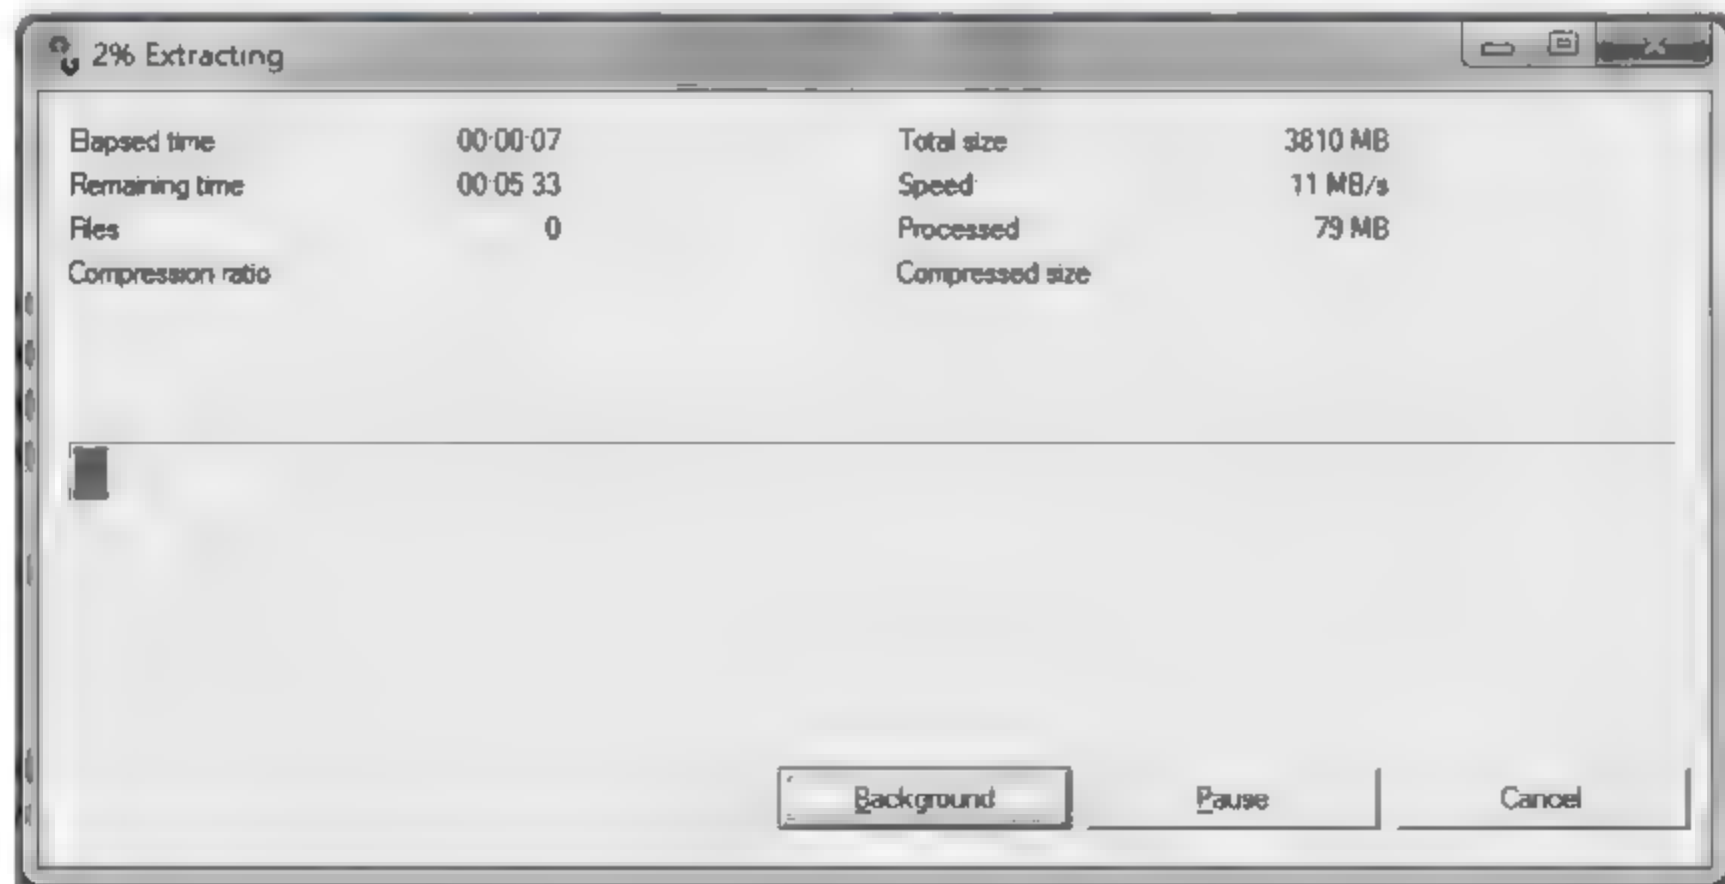 2% Extracting
Elapsed time 00:00:07 Total size 3810 MB
Remaining time 00:05:33 Speed 11 MB/s
Files 0 Processed 79 MB
Compression ratio Compressed size
Background Pause Cancel